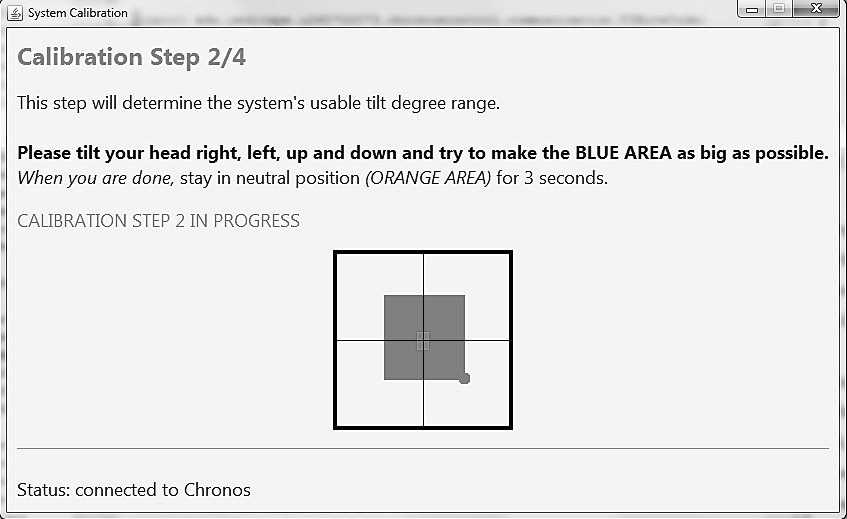 System Calibration
Calibration Step 2/4
This step will determine the system's usable tilt degree range.
Please tilt your head right, left, up and down and try to make the BLUE AREA as big as possible.
When you are done, stay in neutral position (ORANGE AREA) for 3 seconds.
CALIBRATION STEP 2 IN PROGRESS
Status: connected to Chronos